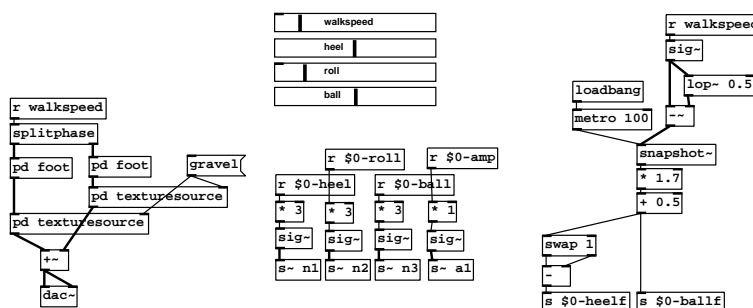 r walkspeed
splitphase
pd foot
pd foot
gravel
pd texturesource
pd texturesource
+~
dac~
walkspeed
heel
roll
ball
r $0-roll
r $0-amp
r $0-heel
r $0-ball
* 3
* 3
* 3
* 1
sig~
sig~
sig~
sig~
s~ n1
s~ n2
s~ n3
s~ a1
r walkspeed
sig~
loadbang
lop~ 0.5
metro 100
-~
snapshot~
* 1.7
+ 0.5
swap 1
-
s $0-heelf
s $0-ballf